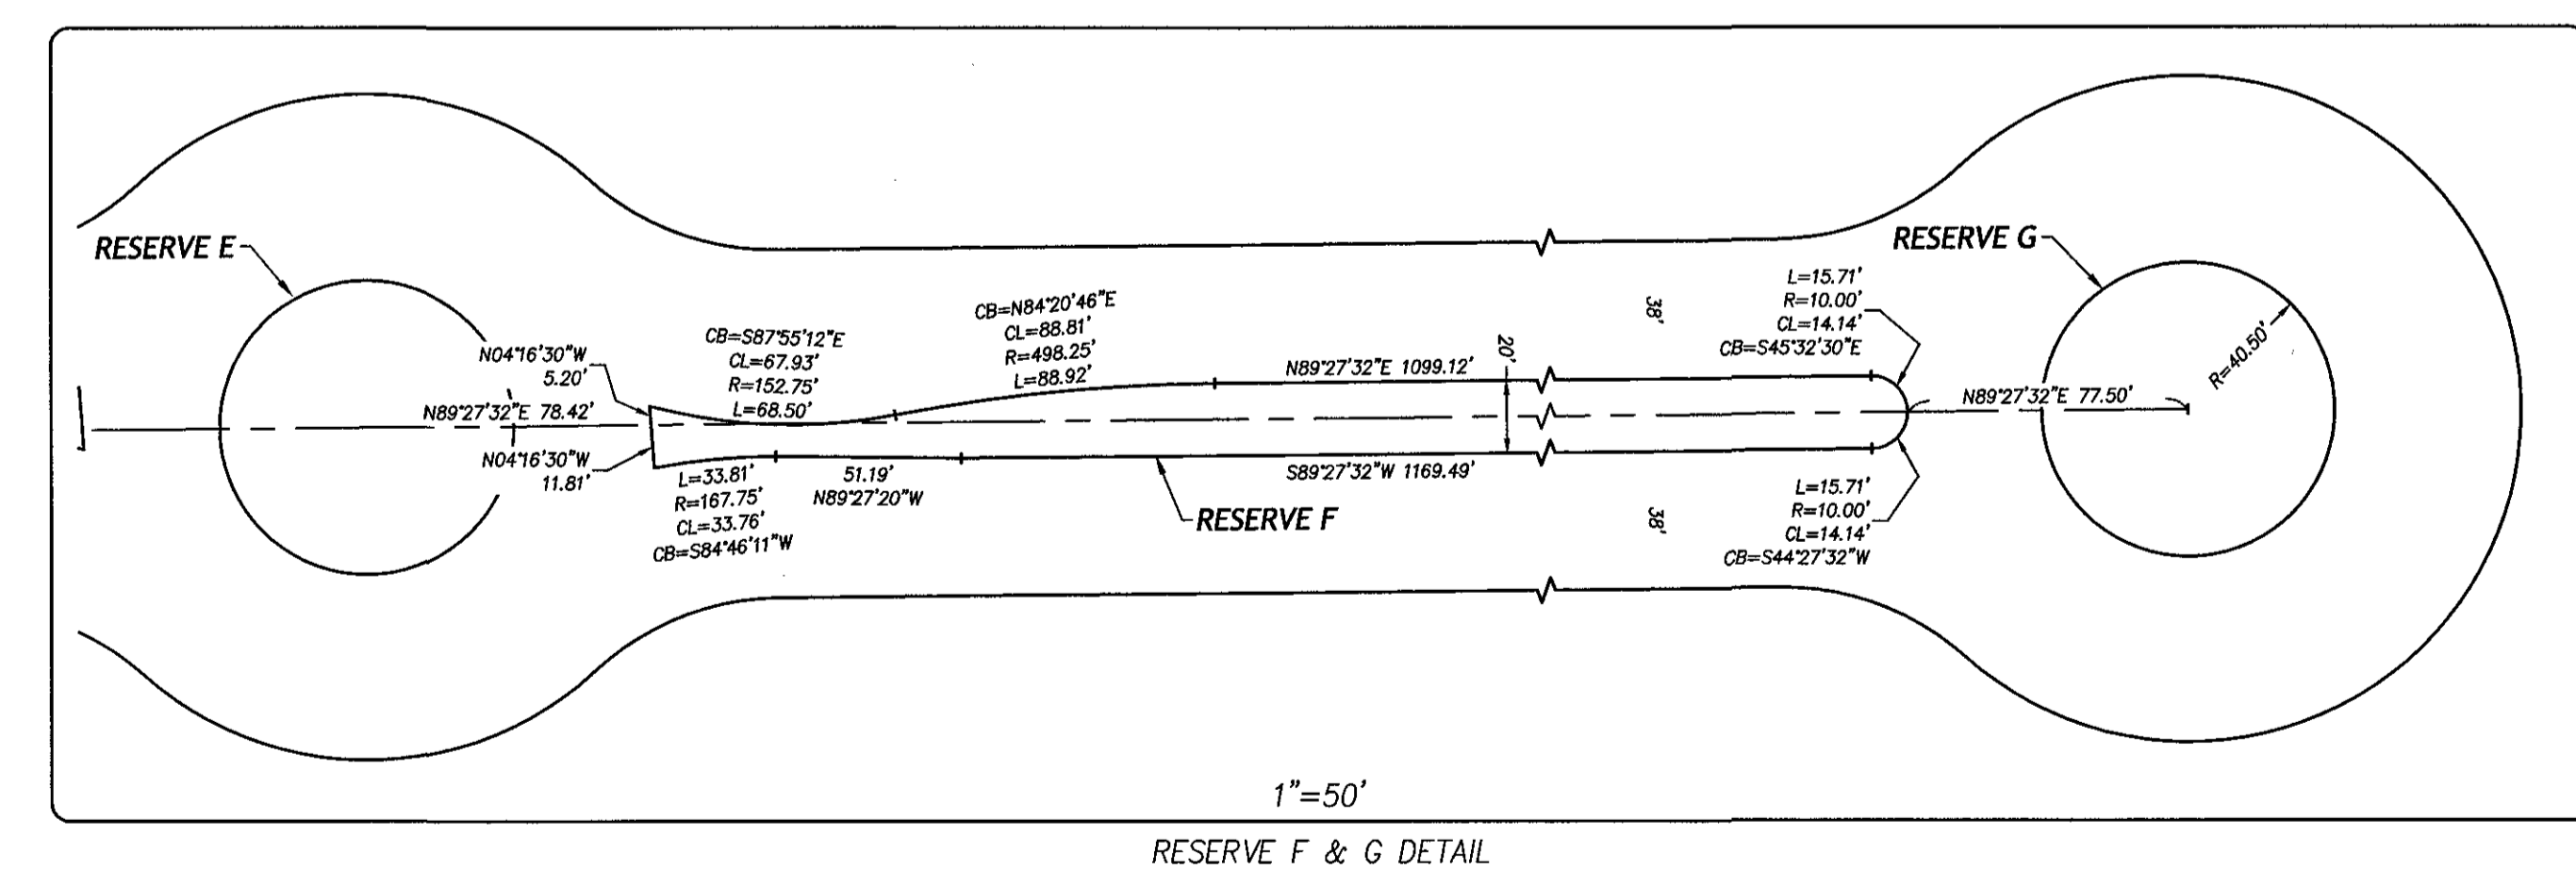 RESERVE E
N04°16'30"W
5.20'
N89°27'32"E 78.42'
N04°16'30"W
11.81'
CB=S87°55'12"E
CL=67.93'
R=152.75'
L=68.50'
CB=N84°20'46"E
CL=88.81'
R=498.25'
L=88.92'
L=33.81'
R=167.75'
CL=33.76'
CB=S84°46'11"W
51.19'
N89°27'20"W
N89°27'32"E 1099.12'
20'
S89°27'32"W 1169.49'
RESERVE F
38'
38'
L=15.71'
R=10.00'
CL=14.14'
CB=S45°32'30"E
L=15.71'
R=10.00'
CL=14.14'
CB=S44°27'32"W
RESERVE G
N89°27'32"E 77.50'
R=40.50'
1"=50'
RESERVE F & G DETAIL